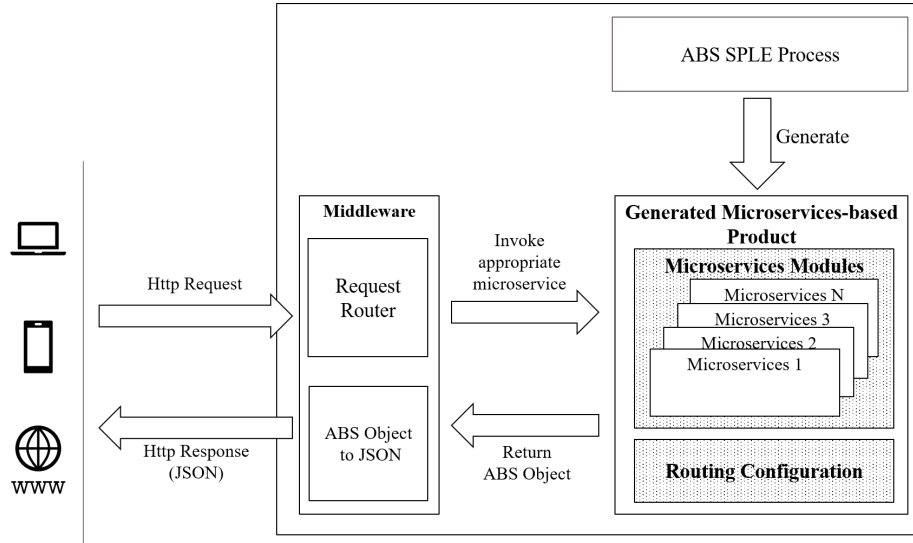 ABS SPLE Process
Generate
Middleware
Request
Router
ABS Object
to JSON
Http Request
Http Response
(JSON)
Invoke
appropriate
microservice
Return
ABS Object
Generated Microservices-based
Product
Microservices Modules
Microservices N
Microservices 3
Microservices 2
Microservices 1
Routing Configuration
WWW